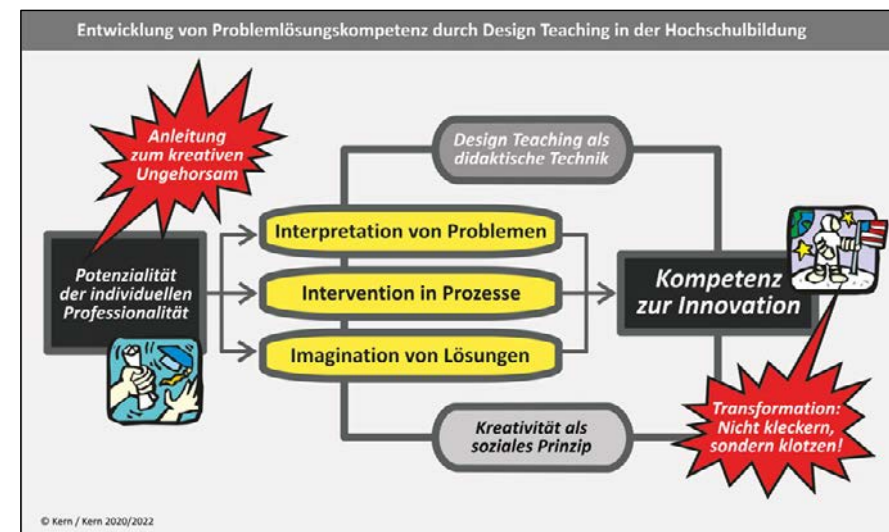 Entwicklung von Problemlösungskompetenz durch Design Teaching in der Hochschulbildung
Anleitung
zum kreativen
Ungehorsam
Design Teaching als
didaktische Technik
Potenzialität
der individuellen
Professionalität
Interpretation von Problemen
Intervention in Prozesse
Imagination von Lösungen
Kompetenz
zur Innovation
Kreativität als
soziales Prinzip
Transformation:
Nicht kleckern,
sondern klotzen!
© Kern / Kern 2020/2022